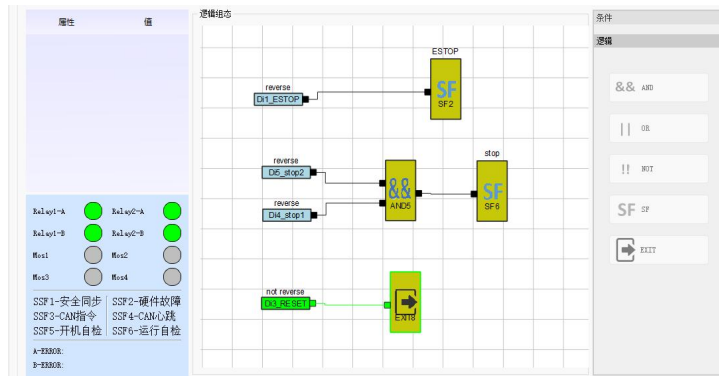 属性 值
Relay1-A Relay2-A
Relay1-B Relay2-B
Mos1 Mos2
Mos3 Mos4
SSF1-安全同步 SSF2-硬件故障
SSF3-CAN指令 SSF4-CAN心跳
SSF5-开机自检 SSF6-运行自检
A-ERROR:
B-ERROR:
逻辑组态
ESTOP
reverse
Di1_ESTOP
SF
SF2
reverse
Di5_stop2
reverse
Di4_stop1
&&
AND5
stop
SF
SF6
not reverse
Di3_RESET
EXIT8
条件
逻辑
&& AND
|| OR
!! NOT
SF SF
EXIT